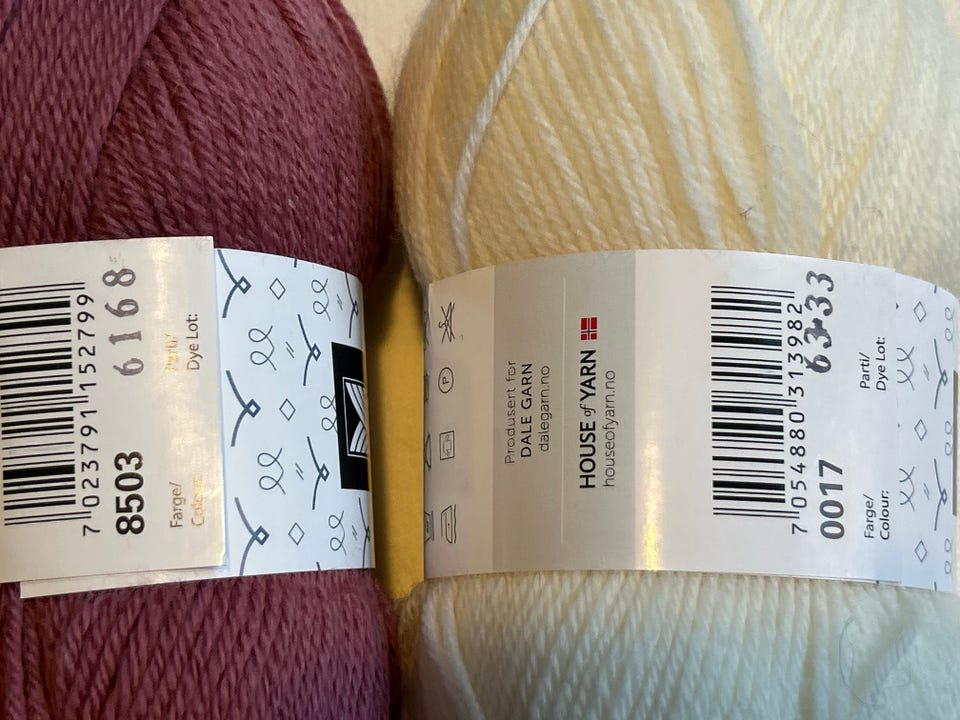 7 023791 152799
6168
8503
Parti/
Dye Lot:
Farge/
Colour:
P
Produsert for
DALE GARN
dalegarn.no
HOUSE of YARN
houseofyarn.no
7 054880 313982
6333
0017
Parti/
Dye Lot:
Farge/
Colour: